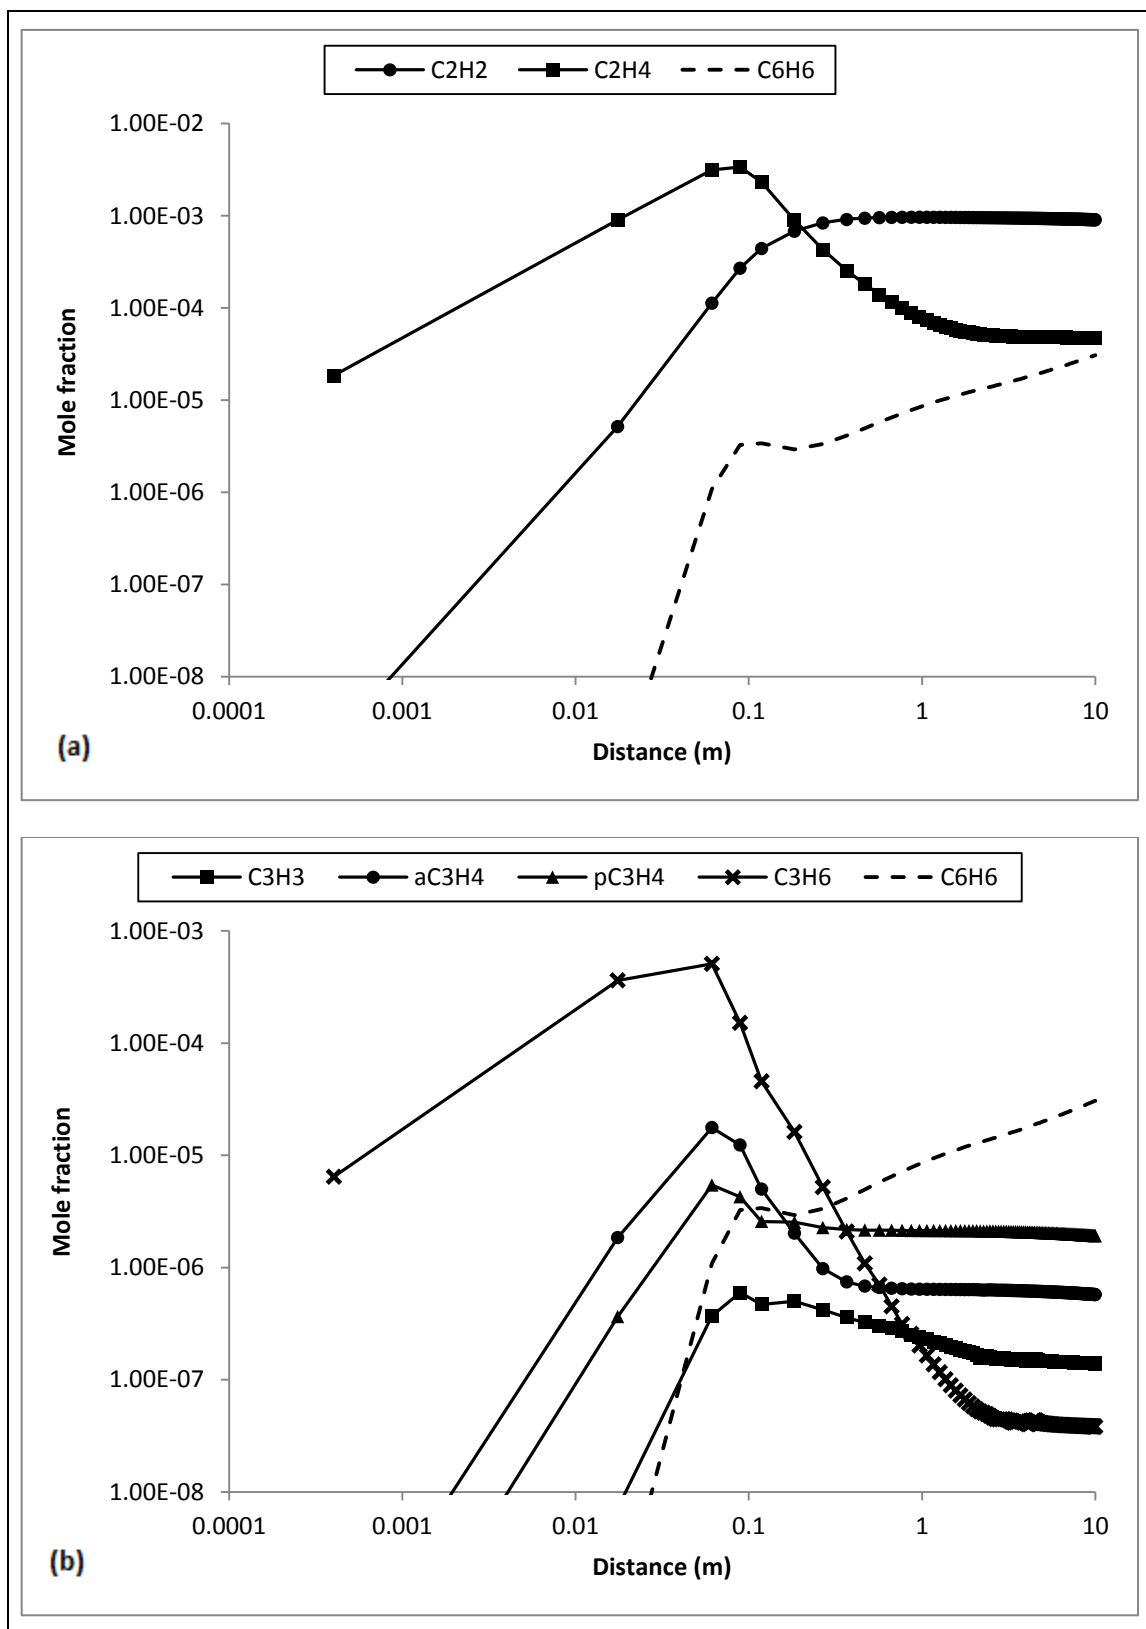 C2H2 C2H4 C6H6
1.00E-02
1.00E-03
1.00E-04
1.00E-05
1.00E-06
1.00E-07
1.00E-08
Mole fraction
0.0001 0.001 0.01 0.1 1 10
Distance (m)
(a)
C3H3 aC3H4 pC3H4 C3H6 C6H6
1.00E-03
1.00E-04
1.00E-05
1.00E-06
1.00E-07
1.00E-08
Mole fraction
0.0001 0.001 0.01 0.1 1 10
Distance (m)
(b)